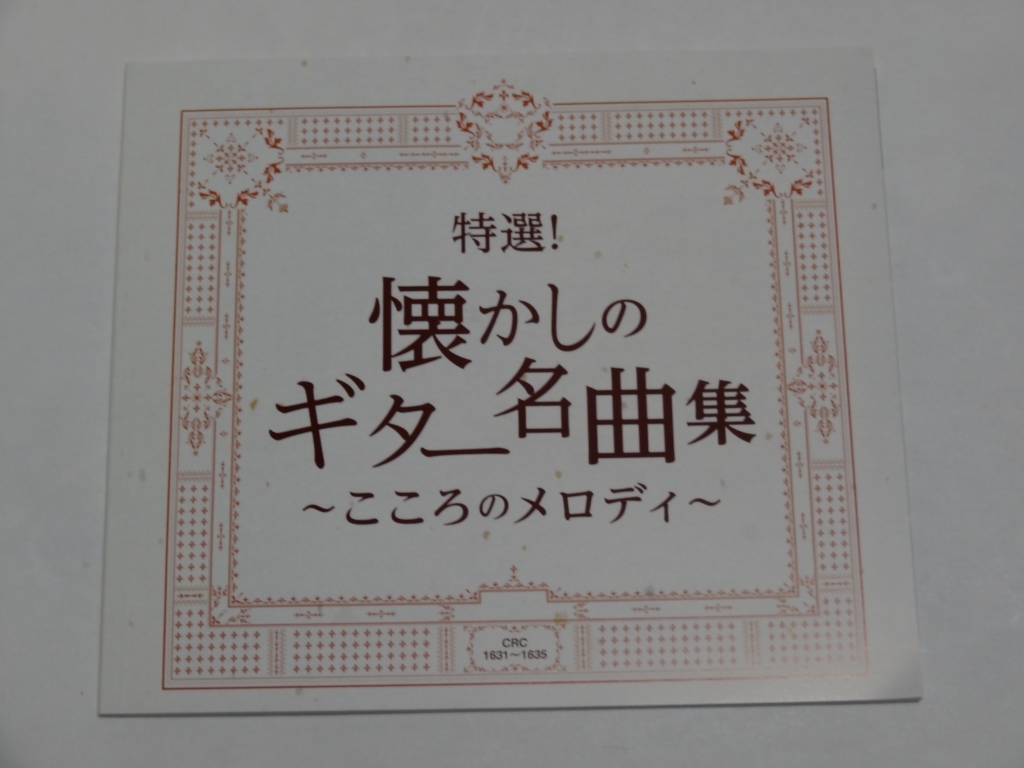 特選!
懐かしの
ギター名曲集
～こころのメロディ～
CRC
1631～1635